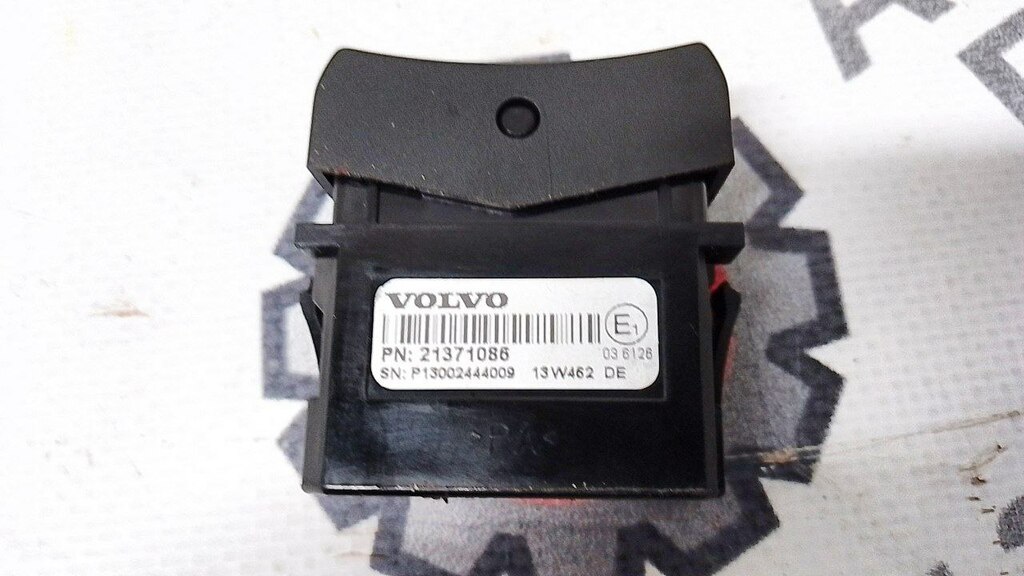 VOLVO
E1
PN: 21371086
03 6126
SN: P13002444009 13W462 DE